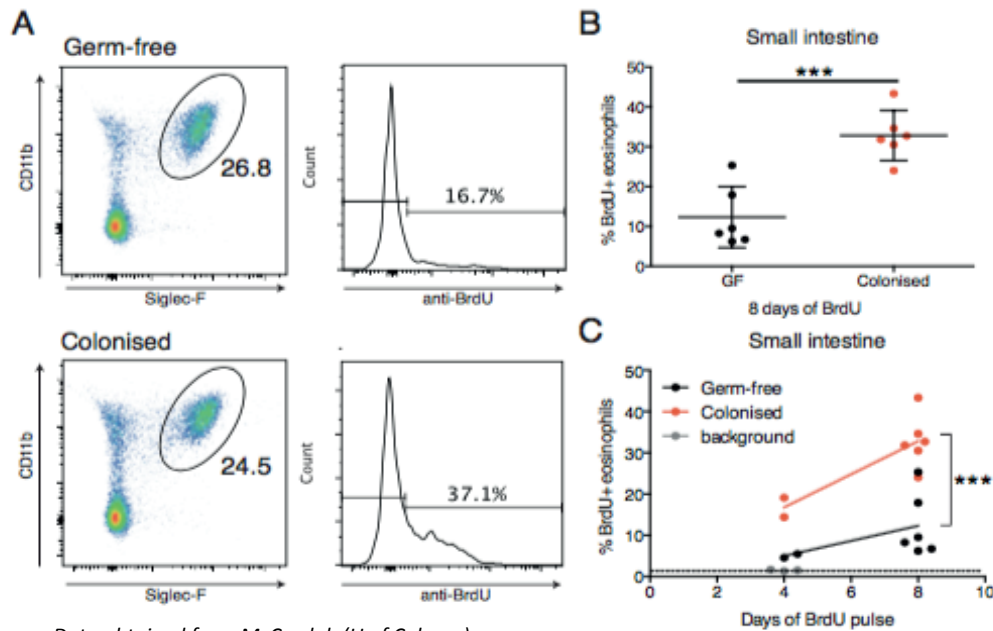 A
Germ-free
CD11b
26.8
Siglec-F
Count
16.7%
anti-BrdU
Colonised
CD11b
24.5
Siglec-F
Count
37.1%
anti-BrdU
B
Small intestine
% BrdU+ eosinophils
50
40
30
20
10
0
***
GF
Colonised
8 days of BrdU
C
Small intestine
% BrdU+ eosinophils
50
40
30
20
10
0
Germ-free
Colonised
background
***
0 2 4 6 8 10
Days of BrdU pulse